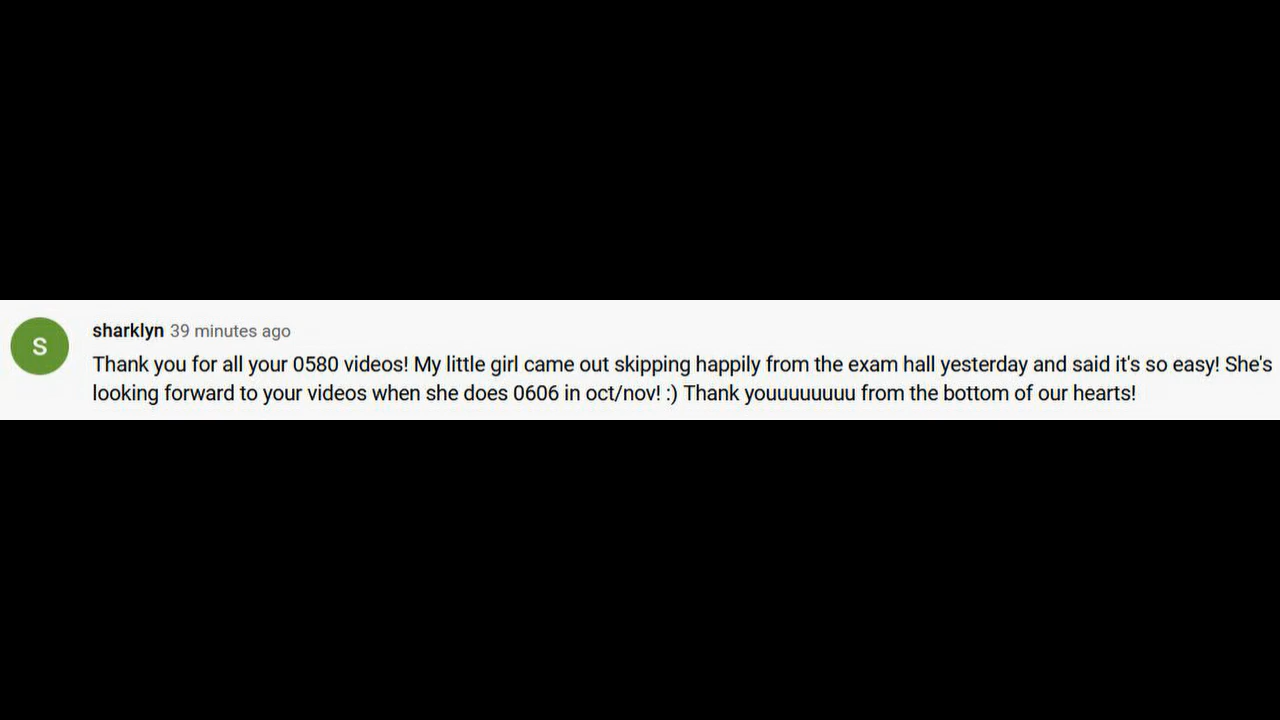 S
sharklyn 39 minutes ago
Thank you for all your 0580 videos! My little girl came out skipping happily from the exam hall yesterday and said it's so easy! She's
looking forward to your videos when she does 0606 in oct/nov! :) Thank youuuuuuuu from the bottom of our hearts!